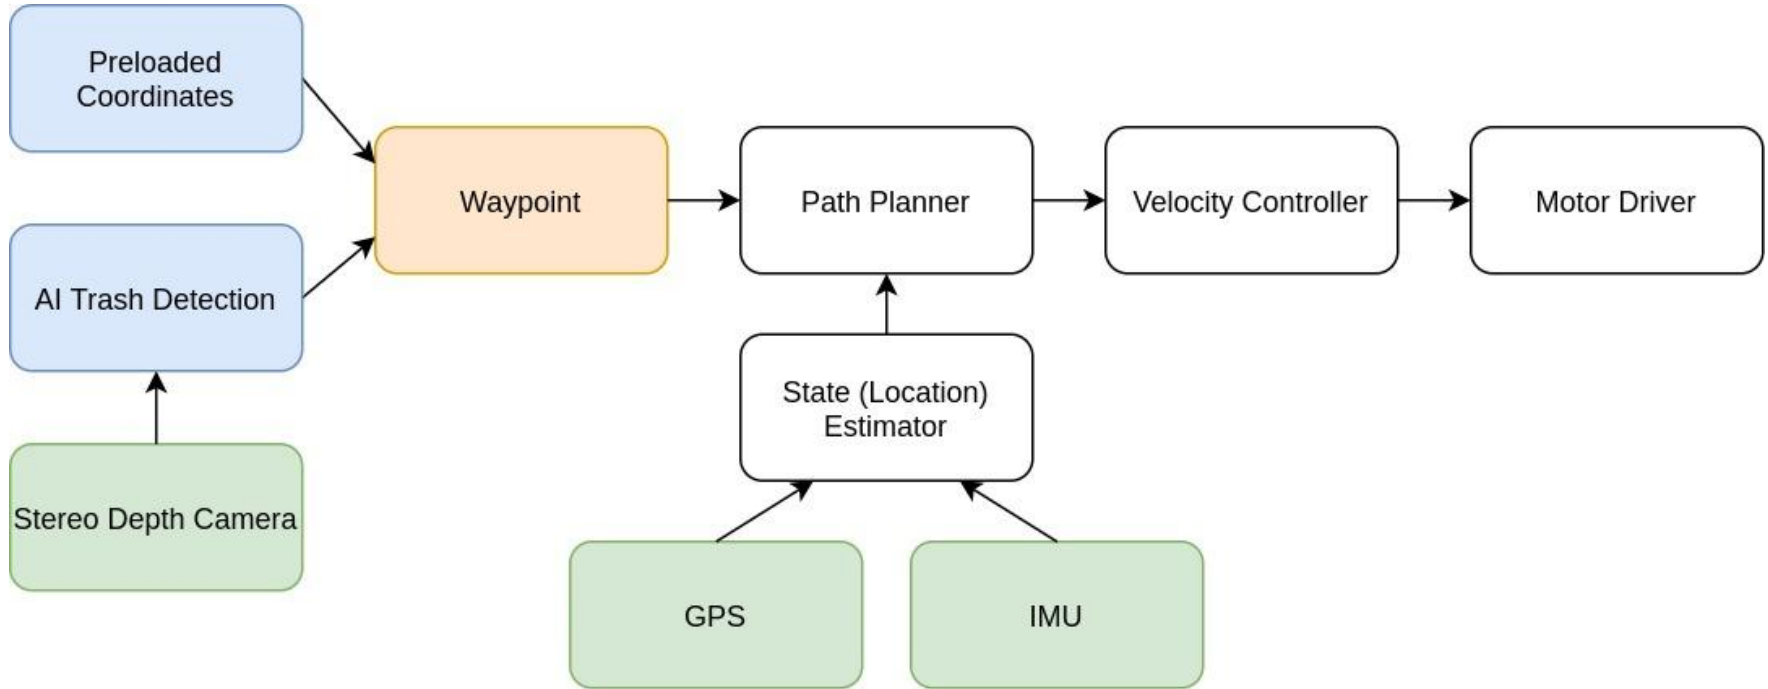 Preloaded
Coordinates
Waypoint
Path Planner
Velocity Controller
Motor Driver
AI Trash Detection
State (Location)
Estimator
Stereo Depth Camera
GPS
IMU